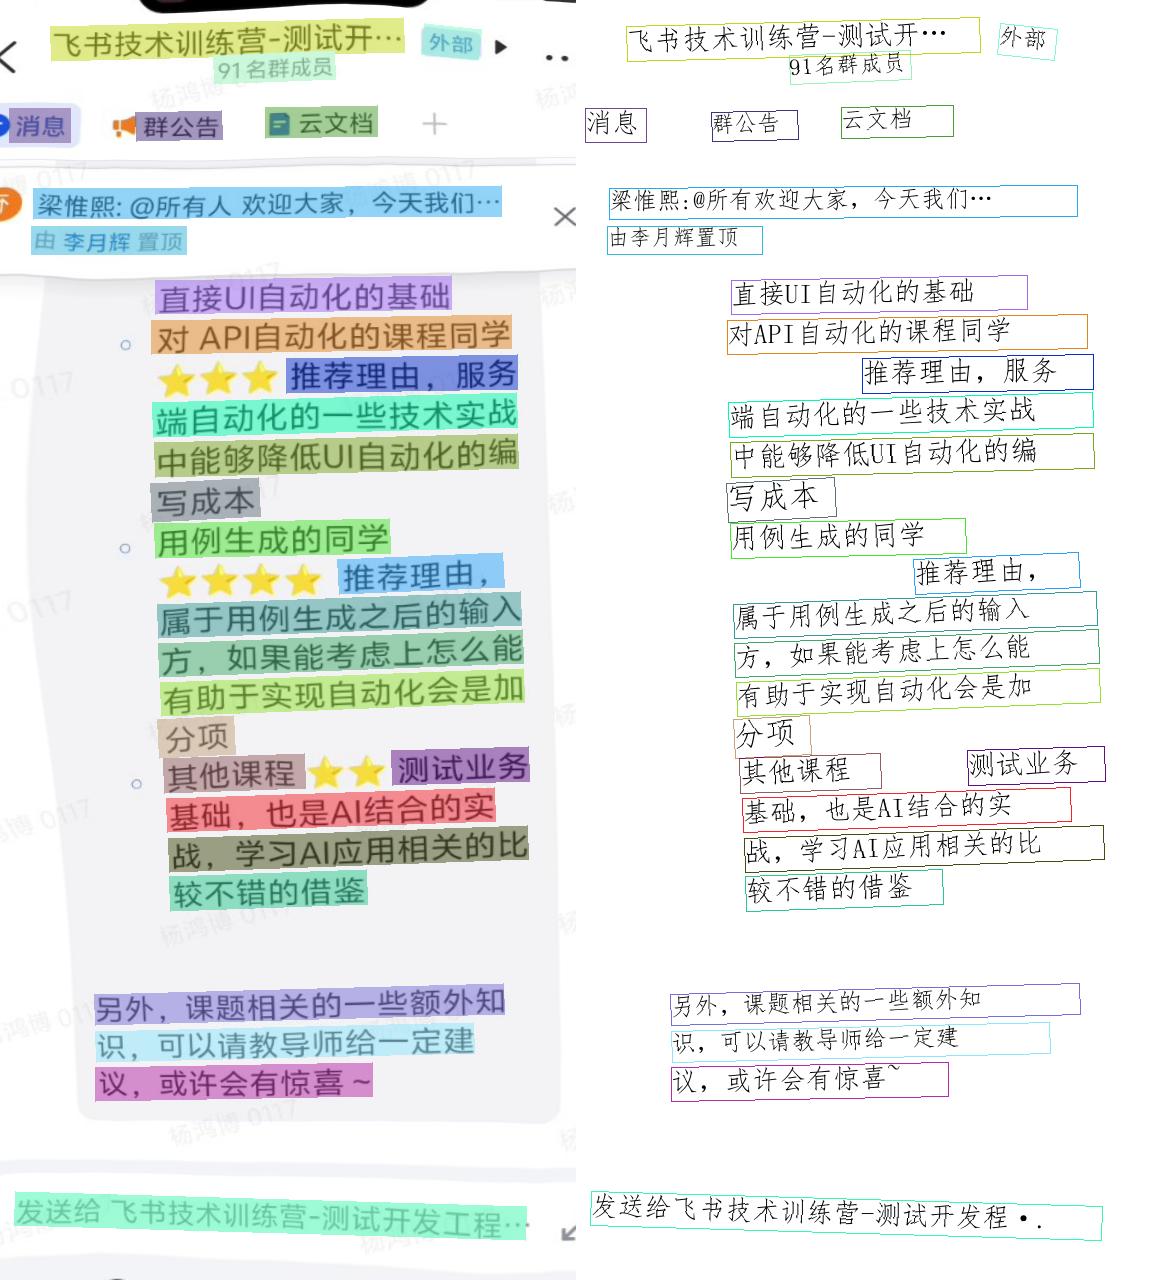 飞书技术训练营-测试开… 外部 飞书技术训练营-测试开… 外部
91名群成员 91名群成员
消息 群公告 云文档 消息 群公告 云文档
梁惟熙: @所有人 欢迎大家，今天我们… 梁惟熙:@所有欢迎大家，今天我们…
由 李月辉 置顶 由李月辉置顶
直接UI自动化的基础 直接UI自动化的基础
对 API自动化的课程同学 对API自动化的课程同学
⭐⭐⭐ 推荐理由，服务 推荐理由，服务
端自动化的一些技术实战 端自动化的一些技术实战
中能够降低UI自动化的编 中能够降低UI自动化的编
写成本 写成本
用例生成的同学 用例生成的同学
⭐⭐⭐⭐ 推荐理由， 推荐理由，
属于用例生成之后的输入 属于用例生成之后的输入
方，如果能考虑上怎么能 方，如果能考虑上怎么能
有助于实现自动化会是加 有助于实现自动化会是加
分项 分项
其他课程 ⭐⭐ 测试业务 其他课程 测试业务
基础，也是AI结合的实 基础，也是AI结合的实
战，学习AI应用相关的比 战，学习AI应用相关的比
较不错的借鉴 较不错的借鉴
另外，课题相关的一些额外知 另外，课题相关的一些额外知
识，可以请教导师给一定建 识，可以请教导师给一定建
议，或许会有惊喜～ 议，或许会有惊喜~
发送给 飞书技术训练营-测试开发工程… 发送给飞书技术训练营-测试开发程•.
杨鸿博 0117